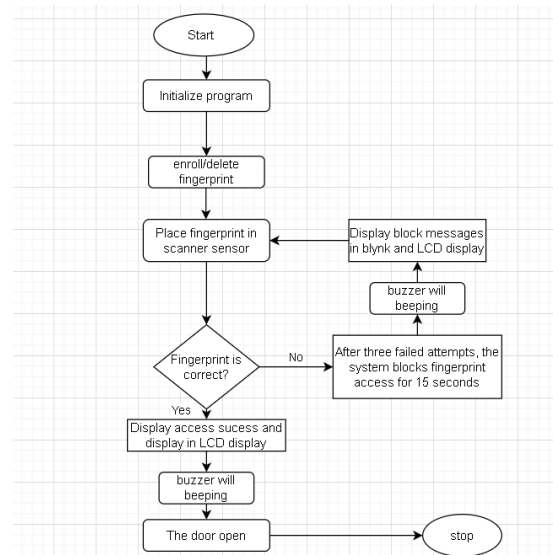 Start
Initialize program
enroll/delete
fingerprint
Place fingerprint in
scanner sensor
Display block messages
in blynk and LCD display
buzzer will
beeping
Fingerprint is
correct?
No
After three failed attempts, the
system blocks fingerprint
access for 15 seconds
Yes
Display access sucess and
display in LCD display
buzzer will
beeping
The door open
stop